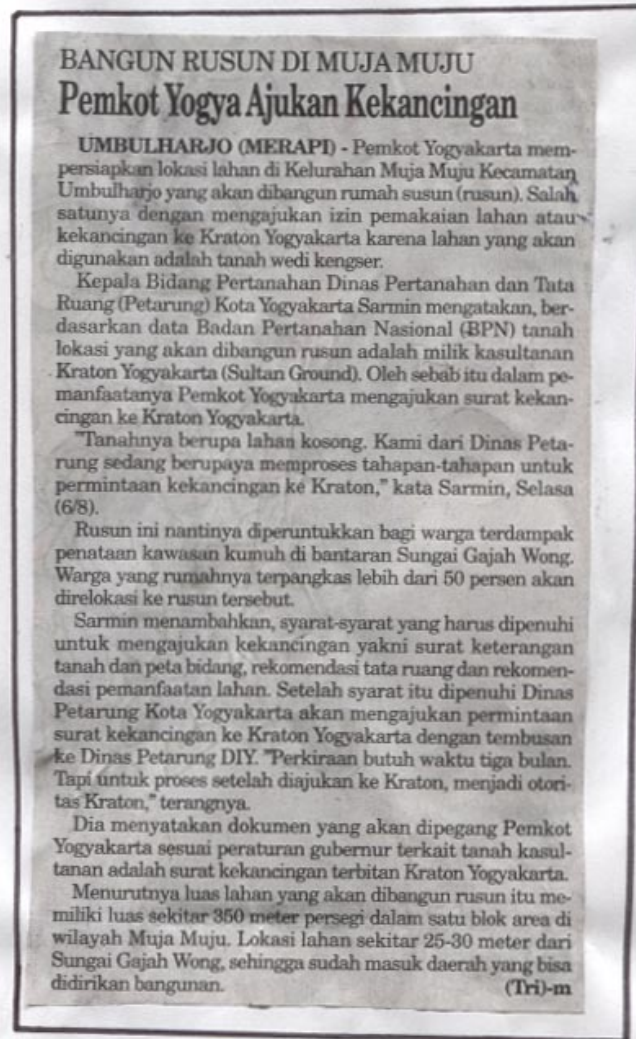 BANGUN RUSUN DI MUJA MUJU
Pemkot Yogya Ajukan Kekancingan
UMBULHARJO (MERAPI) - Pemkot Yogyakarta mem-
persiapkan lokasi lahan di Kelurahan Muja Muju Kecamatan
Umbulharjo yang akan dibangun rumah susun (rusun). Salah
satunya dengan mengajukan izin pemakaian lahan atau
kekancingan ke Kraton Yogyakarta karena lahan yang akan
digunakan adalah tanah wedi kengser.
Kepala Bidang Pertanahan Dinas Pertanahan dan Tata
Ruang (Petarung) Kota Yogyakarta Sarmin mengatakan, ber-
dasarkan data Badan Pertanahan Nasional (BPN) tanah
lokasi yang akan dibangun rusun adalah milik kasultanan
Kraton Yogyakarta (Sultan Ground). Oleh sebab itu dalam pe-
manfaatanya Pemkot Yogyakarta mengajukan surat kekan-
cingan ke Kraton Yogyakarta.
"Tanahnya berupa lahan kosong. Kami dari Dinas Peta-
rung sedang berupaya memproses tahapan-tahapan untuk
permintaan kekancingan ke Kraton," kata Sarmin, Selasa
(6/8).
Rusun ini nantinya diperuntukkan bagi warga terdampak
penataan kawasan kumuh di bantaran Sungai Gajah Wong.
Warga yang rumahnya terpangkas lebih dari 50 persen akan
direlokasi ke rusun tersebut.
Sarmin menambahkan, syarat-syarat yang harus dipenuhi
untuk mengajukan kekancingan yakni surat keterangan
tanah dan peta bidang, rekomendasi tata ruang dan rekomen-
dasi pemanfaatan lahan. Setelah syarat itu dipenuhi Dinas
Petarung Kota Yogyakarta akan mengajukan permintaan
surat kekancingan ke Kraton Yogyakarta dengan tembusan
ke Dinas Petarung DIY. "Perkiraan butuh waktu tiga bulan.
Tapi untuk proses setelah diajukan ke Kraton, menjadi otori-
tas Kraton," terangnya.
Dia menyatakan dokumen yang akan dipegang Pemkot
Yogyakarta sesuai peraturan gubernur terkait tanah kasul-
tanan adalah surat kekancingan terbitan Kraton Yogyakarta.
Menurutnya luas lahan yang akan dibangun rusun itu me-
miliki luas sekitar 350 meter persegi dalam satu blok area di
wilayah Muja Muju. Lokasi lahan sekitar 25-30 meter dari
Sungai Gajah Wong, sehingga sudah masuk daerah yang bisa
didirikan bangunan. (Tri)-m